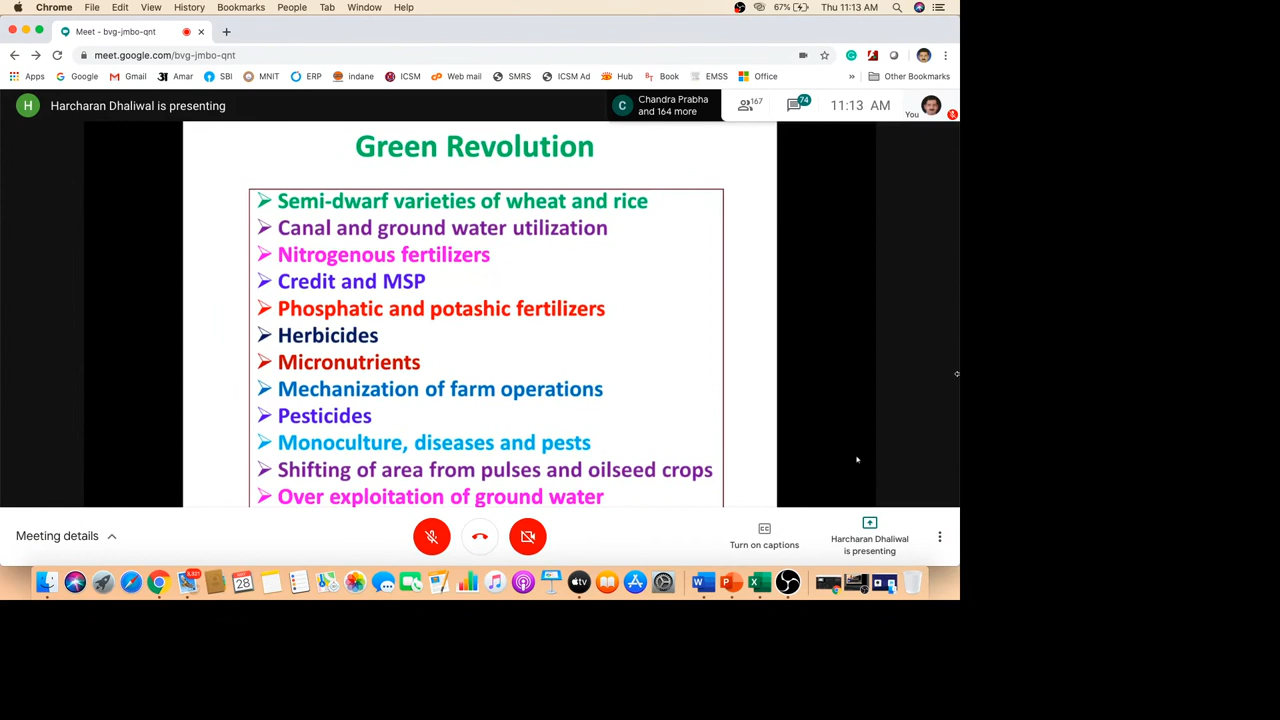 Chrome File Edit View History Bookmarks People Tab Window Help 67% Thu 11:13 AM
Meet - bvg-jmbo-qnt
meet.google.com/bvg-jmbo-qnt
Apps Google Gmail Amar SBI MNIT ERP indane ICSM Web mail SMRS ICSM Ad Hub Book EMSS Office » Other Bookmarks
H Harcharan Dhaliwal is presenting
C Chandra Prabha
and 164 more
167 74 11:13 AM You
Green Revolution
Semi-dwarf varieties of wheat and rice
Canal and ground water utilization
Nitrogenous fertilizers
Credit and MSP
Phosphatic and potashic fertilizers
Herbicides
Micronutrients
Mechanization of farm operations
Pesticides
Monoculture, diseases and pests
Shifting of area from pulses and oilseed crops
Over exploitation of ground water
Meeting details
Turn on captions
Harcharan Dhaliwal
is presenting
28 tv W P X